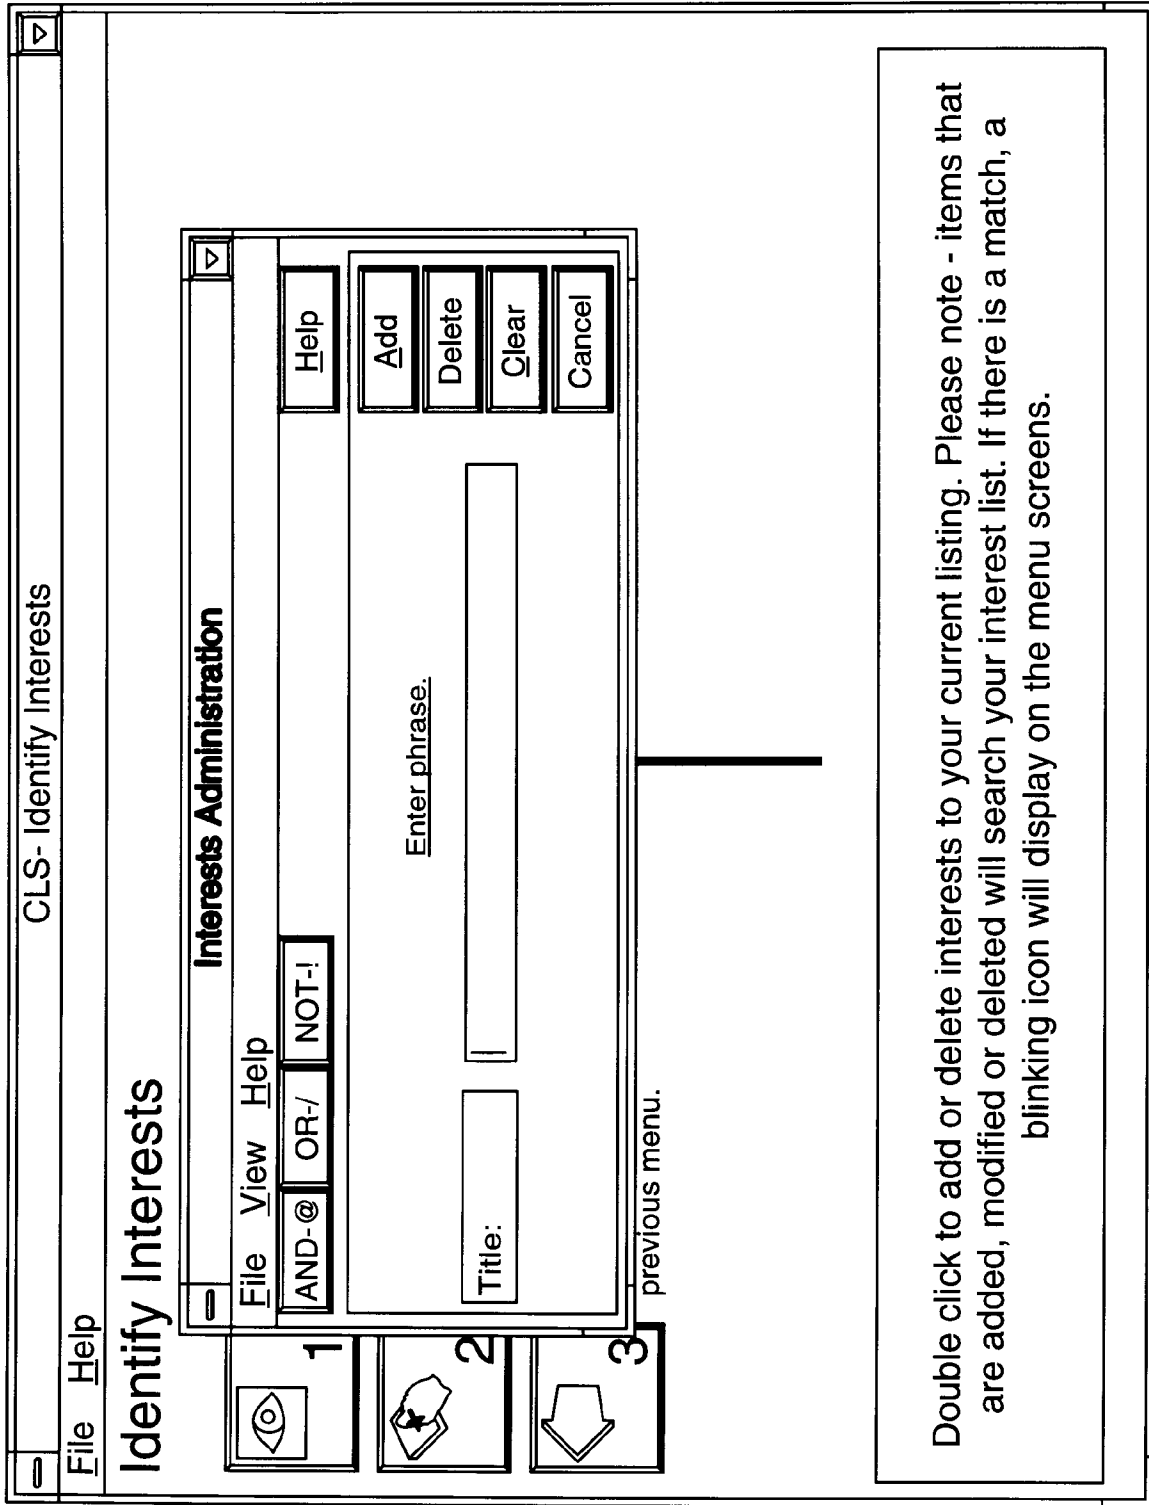 CLS- Identify Interests
File Help
Identify Interests
Interests Administration
File View Help
AND-@ OR-/ NOT-! Help
Enter phrase.
Title:
Add
Delete
Clear
Cancel
1
2
3
previous menu.
Double click to add or delete interests to your current listing. Please note - items that
are added, modified or deleted will search your interest list. If there is a match, a
blinking icon will display on the menu screens.